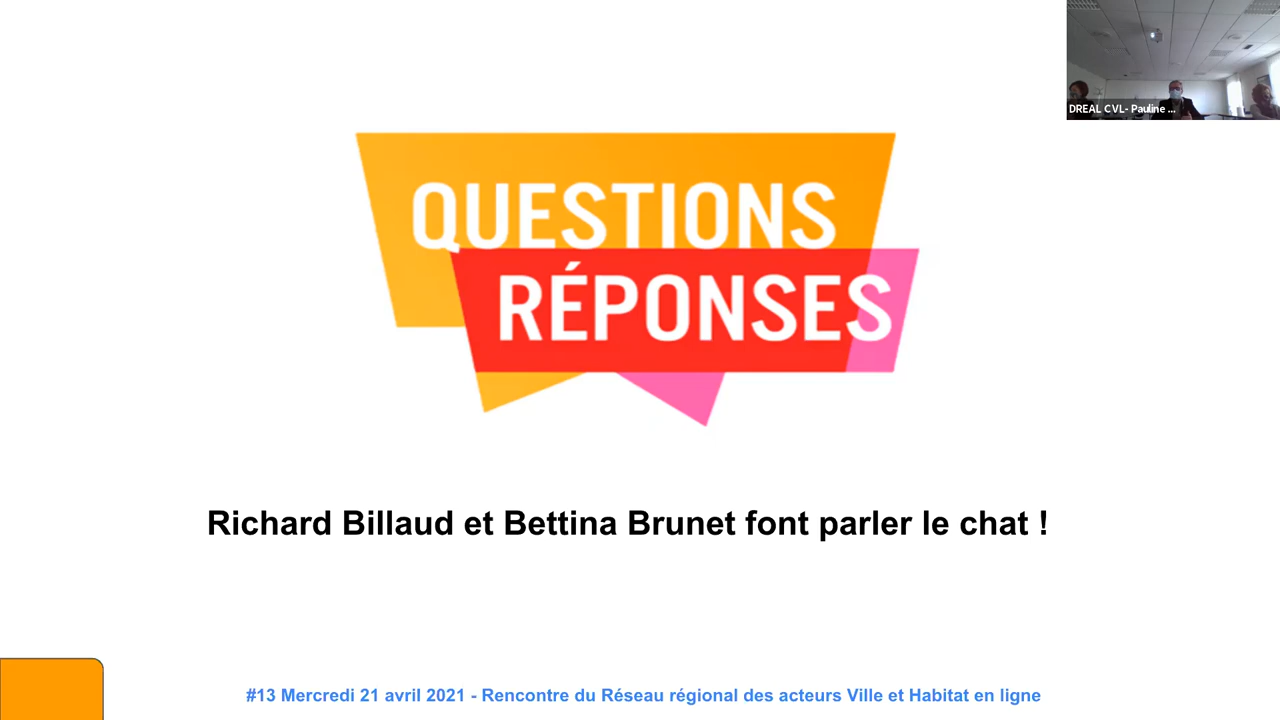 DREAL CVL- Pauline ...
QUESTIONS
RÉPONSES
Richard Billaud et Bettina Brunet font parler le chat !
#13 Mercredi 21 avril 2021 - Rencontre du Réseau régional des acteurs Ville et Habitat en ligne